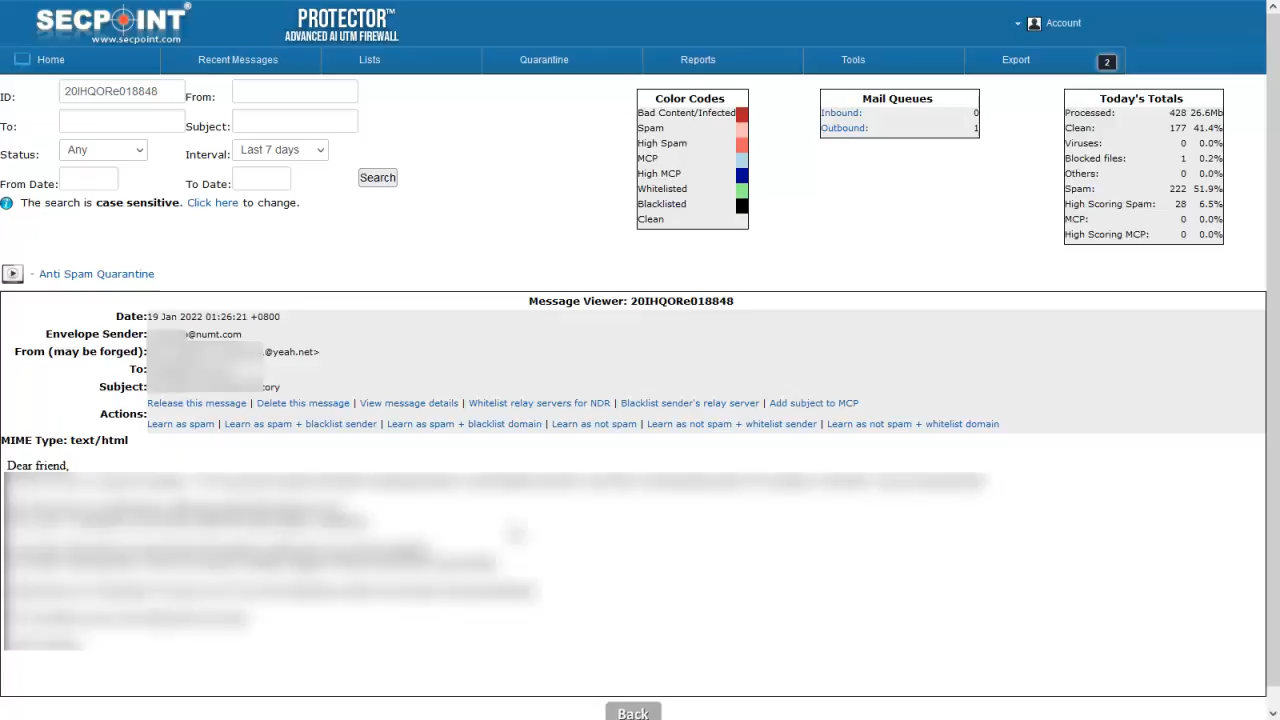 SECPOINT®
www.secpoint.com
PROTECTOR™
ADVANCED AI UTM FIREWALL
Account
Home Recent Messages Lists Quarantine Reports Tools Export 2
ID: 20IHQORe018848 From:
To: Subject:
Status: Any Interval: Last 7 days
From Date: To Date: Search
The search is case sensitive. Click here to change.
Color Codes
Bad Content/Infected
Spam
High Spam
MCP
High MCP
Whitelisted
Blacklisted
Clean
Mail Queues
Inbound: 0
Outbound: 1
Today's Totals
Processed: 428 26.6Mb
Clean: 177 41.4%
Viruses: 0 0.0%
Blocked files: 1 0.2%
Others: 0 0.0%
Spam: 222 51.9%
High Scoring Spam: 28 6.5%
MCP: 0 0.0%
High Scoring MCP: 0 0.0%
- Anti Spam Quarantine
Message Viewer: 20IHQORe018848
Date: 19 Jan 2022 01:26:21 +0800
Envelope Sender: @numt.com
From (may be forged): .@yeah.net>
To:
Subject: tory
Actions: Release this message | Delete this message | View message details | Whitelist relay servers for NDR | Blacklist sender's relay server | Add subject to MCP
Learn as spam | Learn as spam + blacklist sender | Learn as spam + blacklist domain | Learn as not spam | Learn as not spam + whitelist sender | Learn as not spam + whitelist domain
MIME Type: text/html
Dear friend,
Back